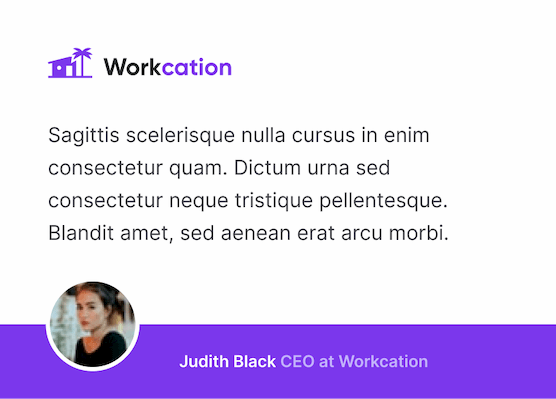 Workcation
Sagittis scelerisque nulla cursus in enim
consectetur quam. Dictum urna sed
consectetur neque tristique pellentesque.
Blandit amet, sed aenean erat arcu morbi.
Judith Black CEO at Workcation